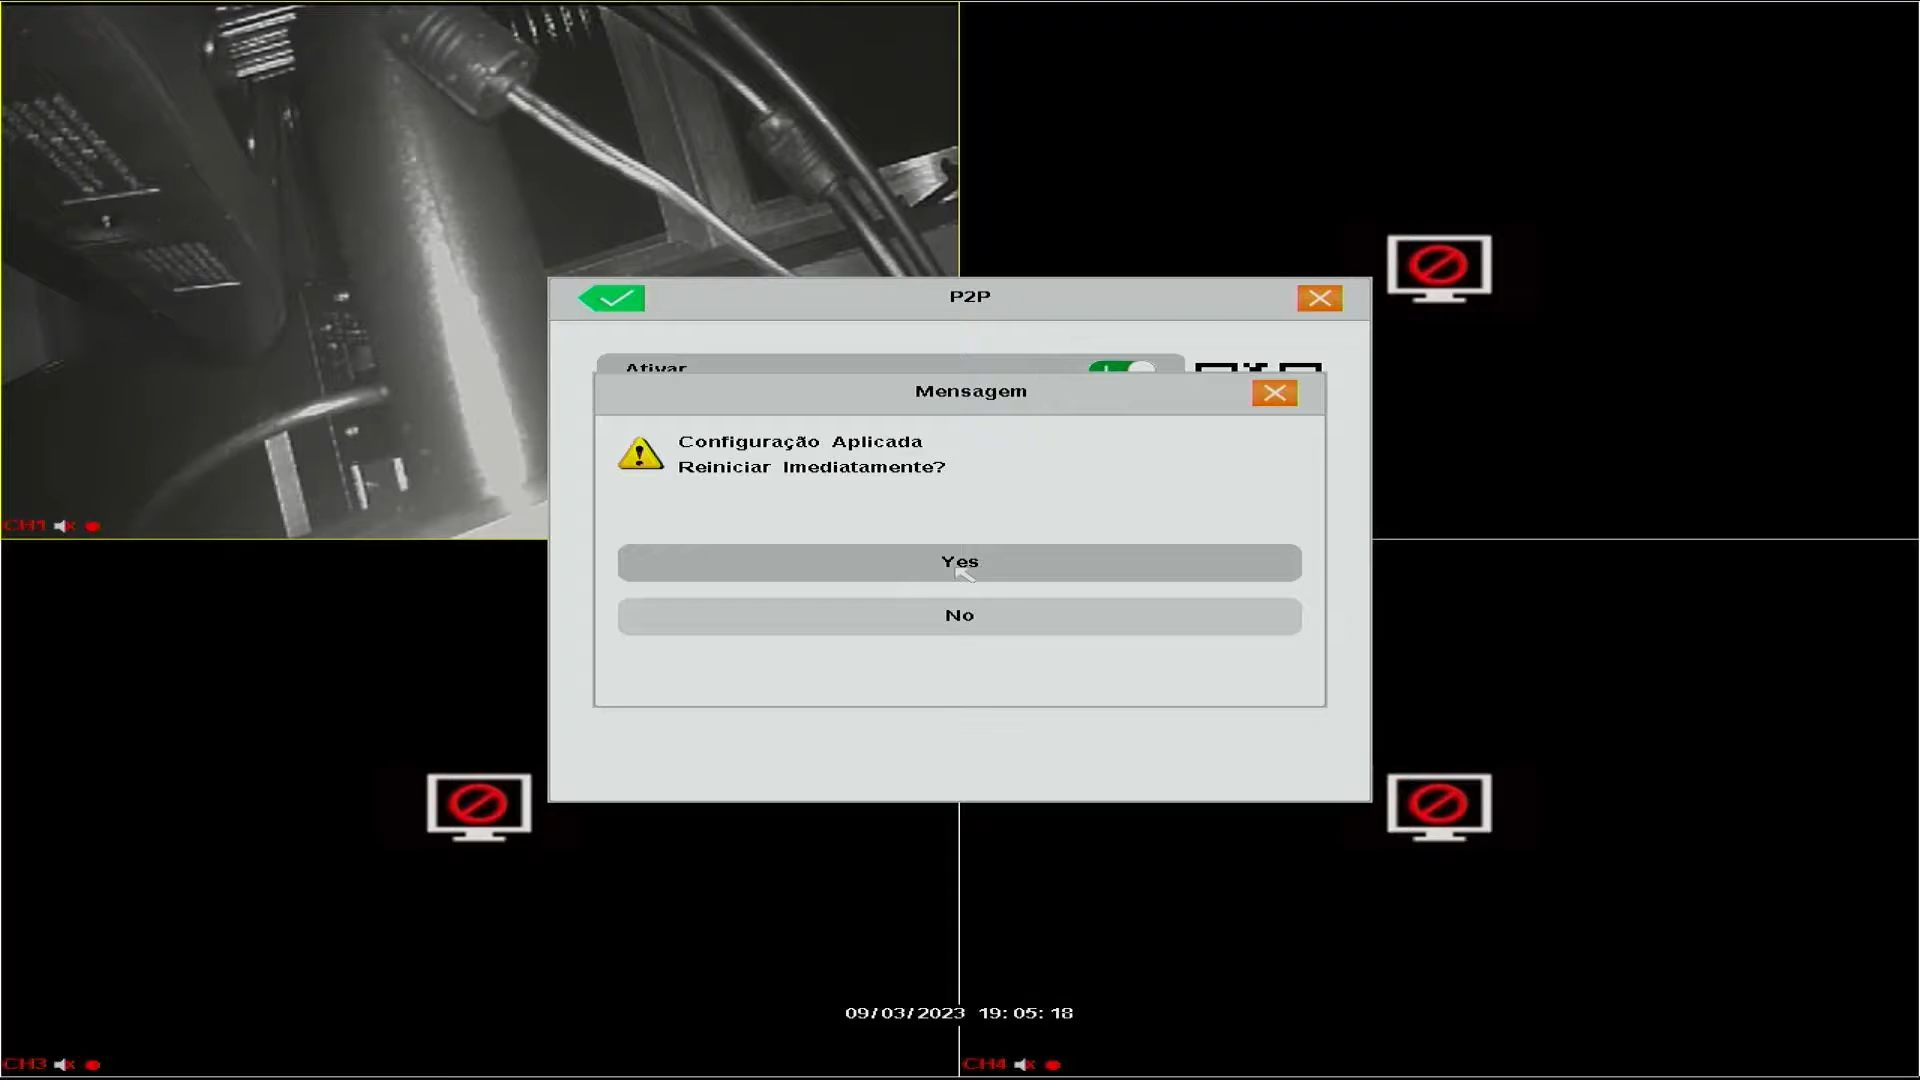 P2P
Ativar
Mensagem
Configuração Aplicada
Reiniciar Imediatamente?
Yes
No
CH1
09/03/2023 19:05:18
CH3
CH4